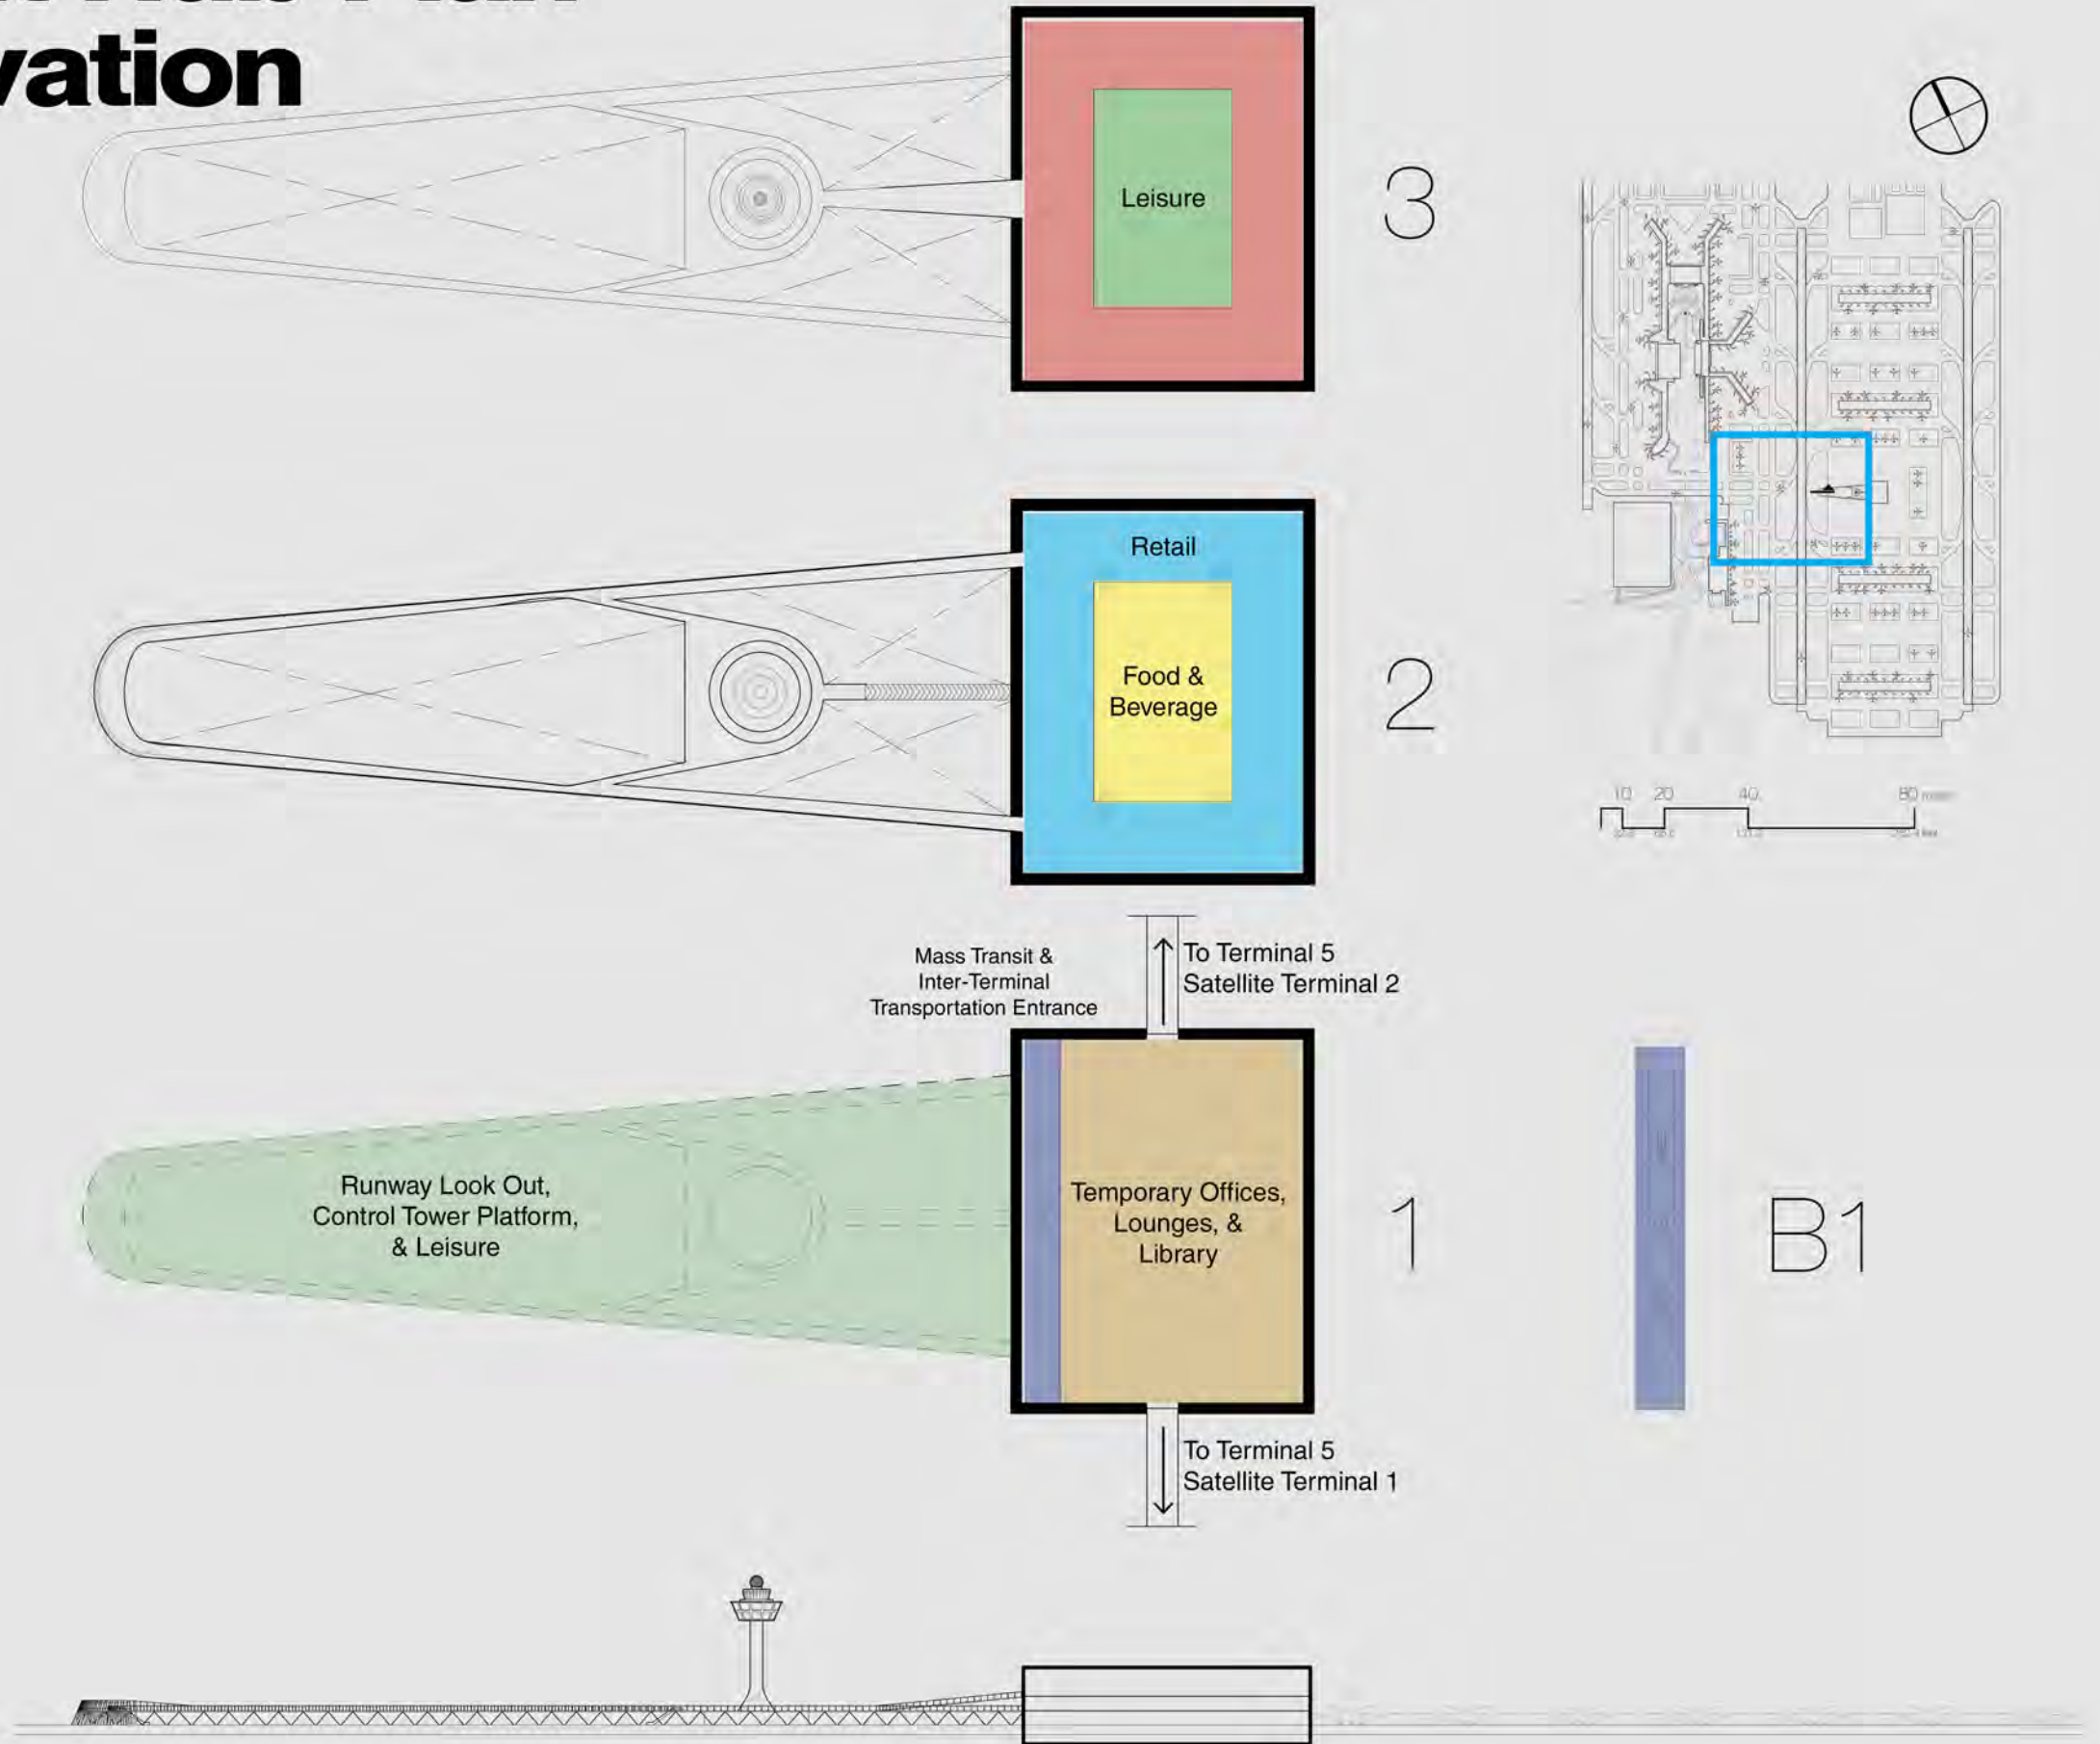 vation
Leisure
3
Retail
Food &
Beverage
2
10 20 40 80
Mass Transit &
Inter-Terminal
Transportation Entrance
To Terminal 5
Satellite Terminal 2
Runway Look Out,
Control Tower Platform,
& Leisure
Temporary Offices,
Lounges, &
Library
1
B1
To Terminal 5
Satellite Terminal 1